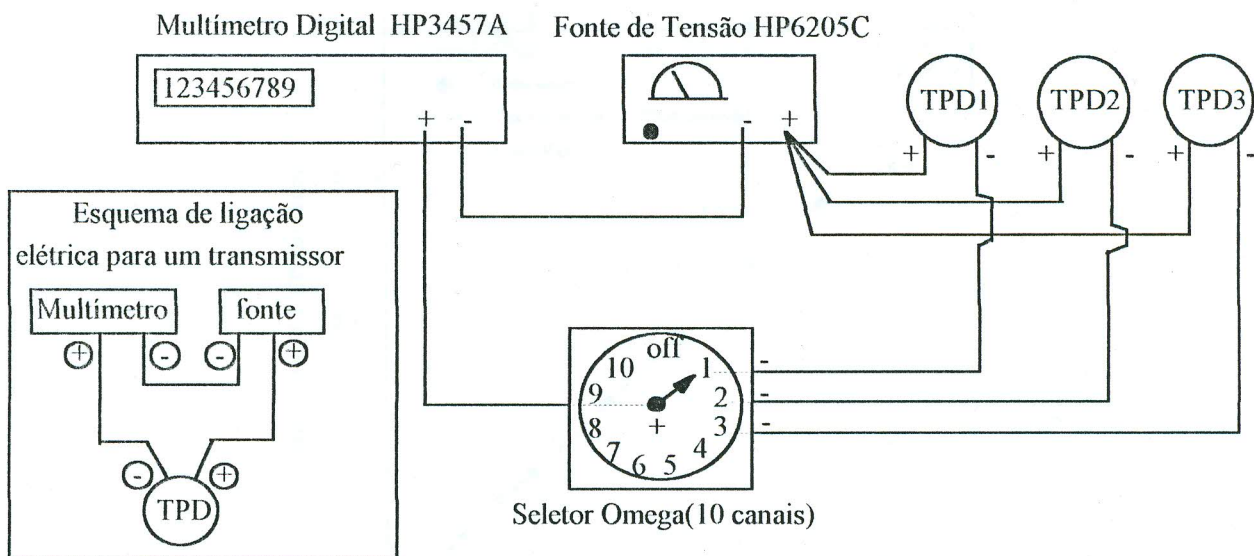 Multímetro Digital HP3457A
Fonte de Tensão HP6205C
123456789
+ -
- +
TPD1
TPD2
TPD3
+ -
+ -
+ -
Esquema de ligação
elétrica para um transmissor
Multímetro
fonte
+ - - +
- +
TPD
off
1
2
3
4
5
6
7
8
9
10
+
-
-
-
Seletor Omega(10 canais)